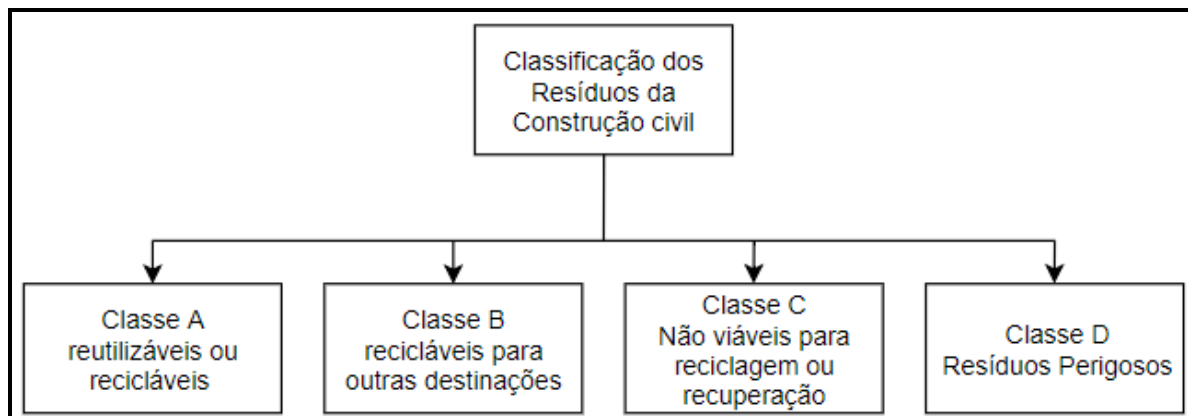 Classificação dos
Resíduos da
Construção civil
Classe A
reutilizáveis ou
recicláveis
Classe B
recicláveis para
outras destinações
Classe C
Não viáveis para
reciclagem ou
recuperação
Classe D
Resíduos Perigosos